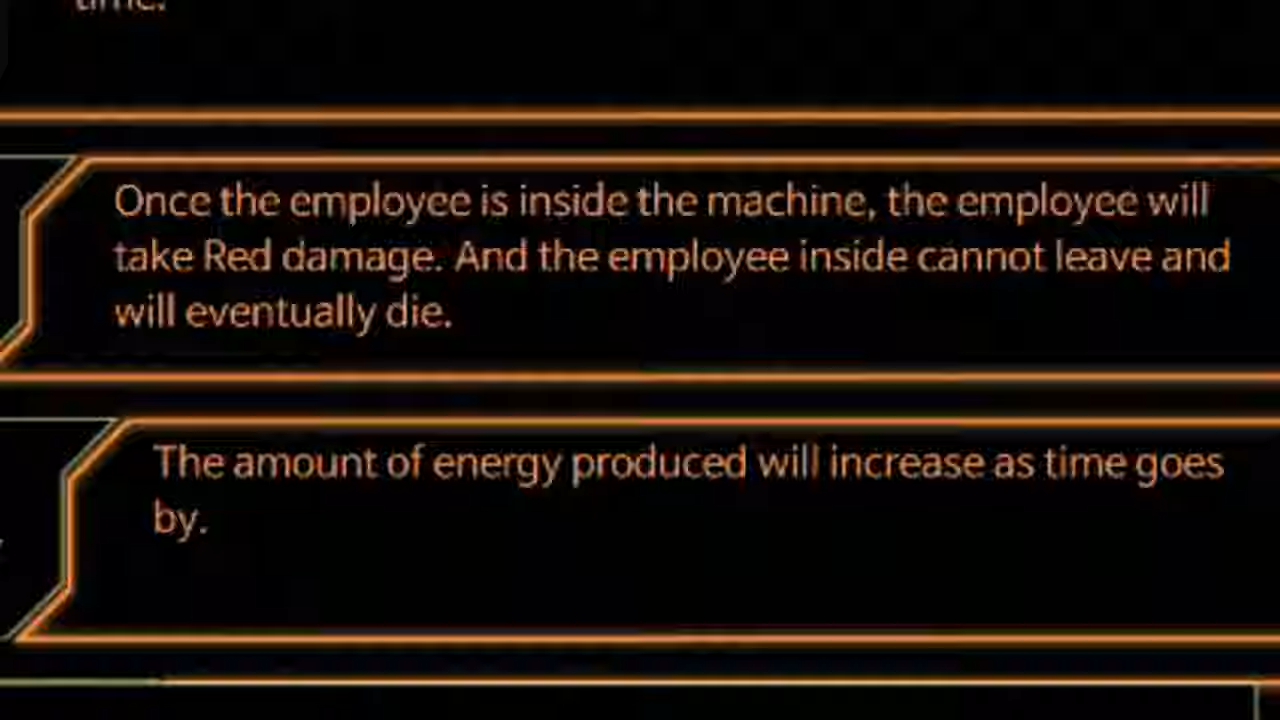 time.
Once the employee is inside the machine, the employee will
take Red damage. And the employee inside cannot leave and
will eventually die.
The amount of energy produced will increase as time goes
by.